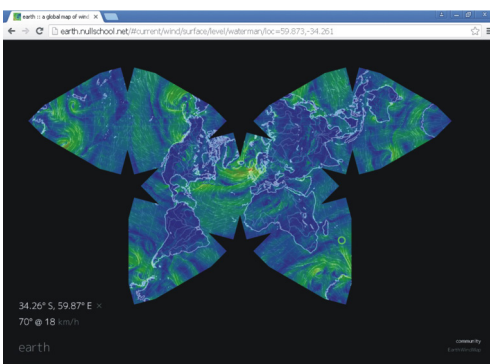 earth :: a global map of wind
earth.nullschool.net/#current/wind/surface/level/waterman/loc=59.873,-34.261
34.26° S, 59.87° E ×
70° @ 18 km/h
earth
community